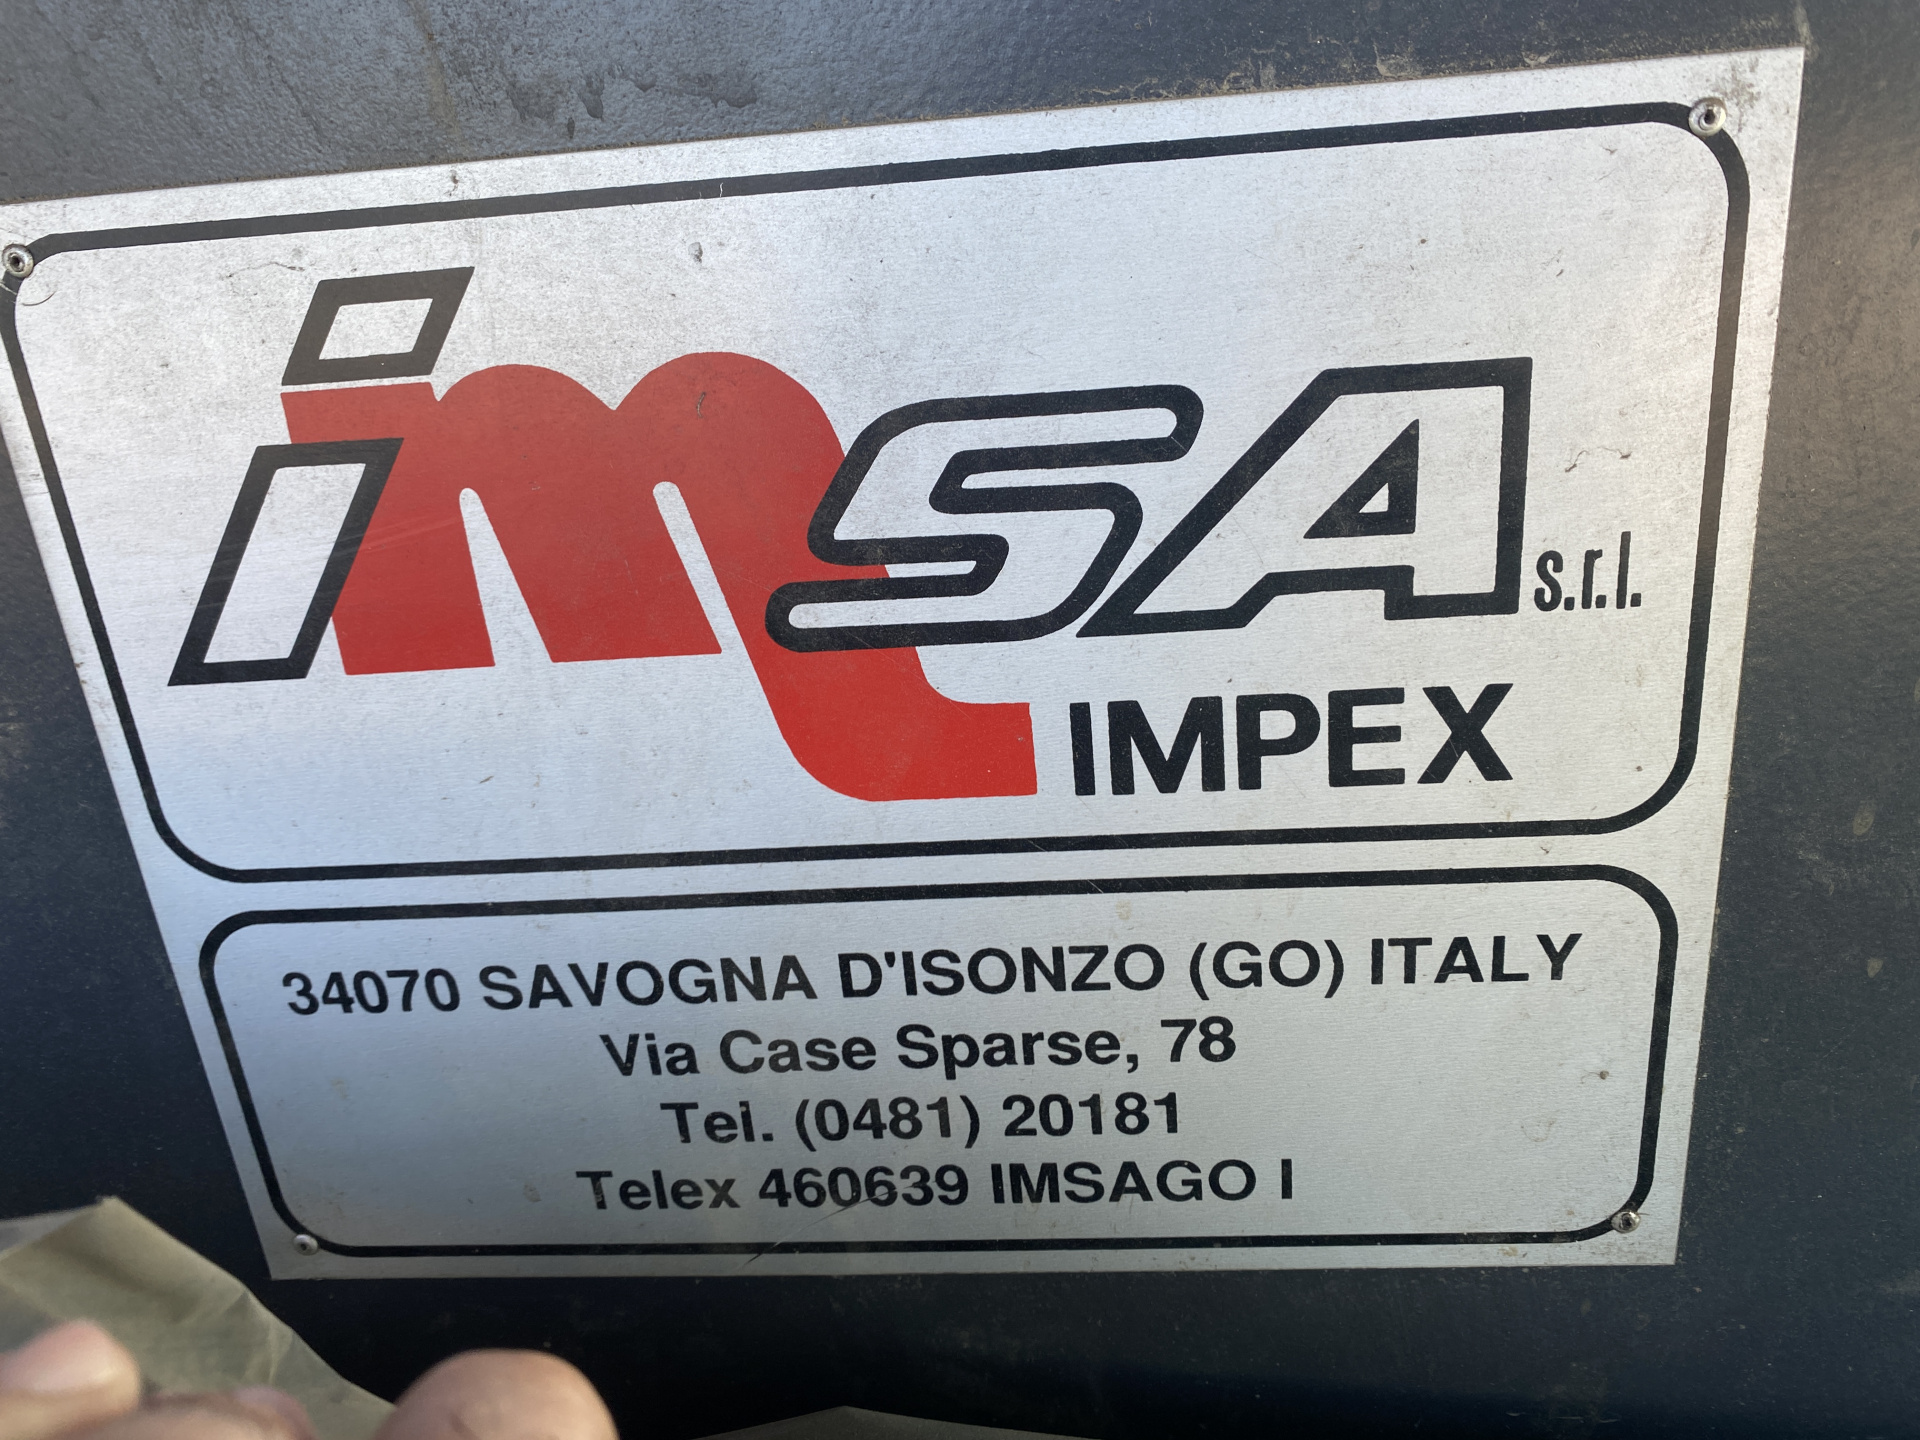 imSA s.r.l.
IMPEX
34070 SAVOGNA D'ISONZO (GO) ITALY
Via Case Sparse, 78
Tel. (0481) 20181
Telex 460639 IMSAGO I